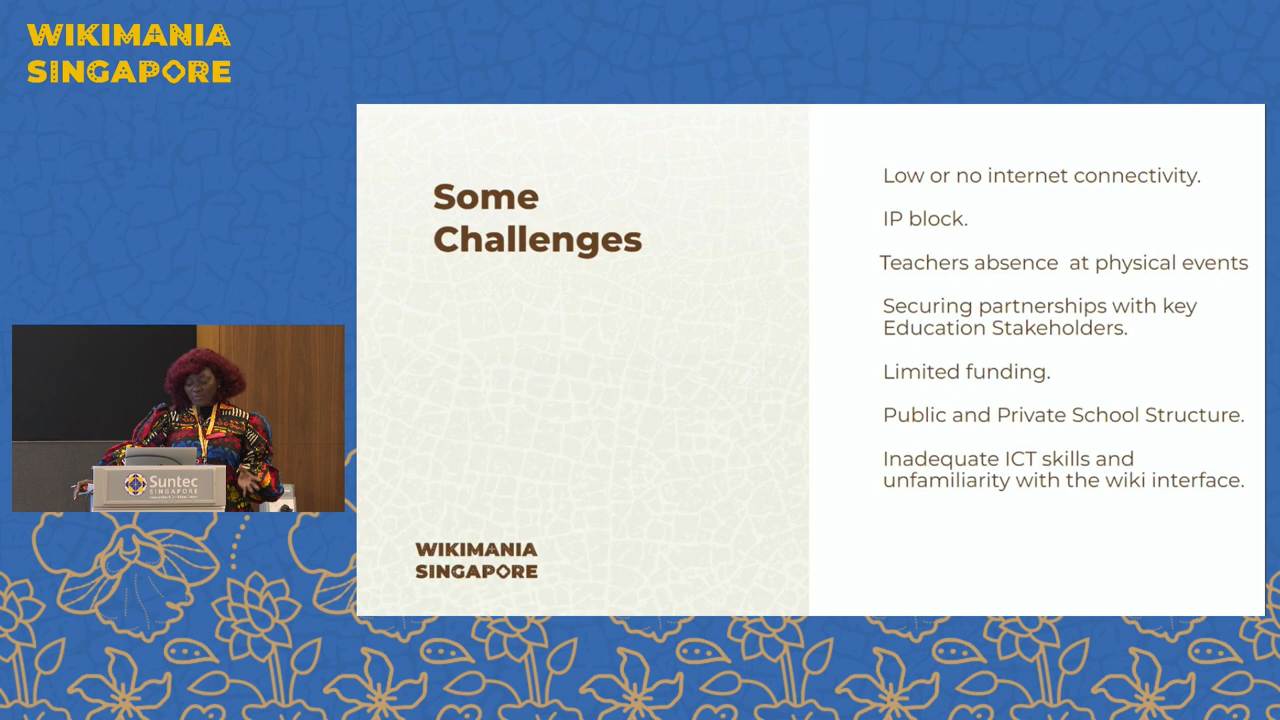 WIKIMANIA
SINGAPORE
Some
Challenges
WIKIMANIA
SINGAPORE
Low or no internet connectivity.
IP block.
Teachers absence  at physical events
Securing partnerships with key
Education Stakeholders.
Limited funding.
Public and Private School Structure.
Inadequate ICT skills and
unfamiliarity with the wiki interface.
Suntec
SINGAPORE